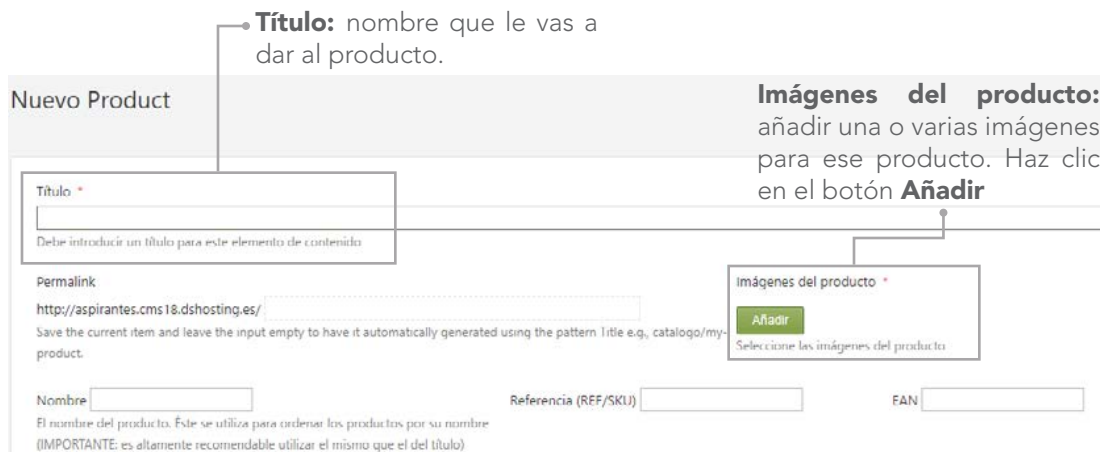 Título: nombre que le vas a
dar al producto.
Nuevo Product
Imágenes del producto:
añadir una o varias imágenes
para ese producto. Haz clic
en el botón Añadir
Título *
Debe introducir un título para este elemento de contenido
Permalink
http://aspirantes.cms18.dshosting.es/
Save the current item and leave the input empty to have it automatically generated using the pattern Title e.g., catalogo/my-
product.
Imágenes del producto *
Añadir
Seleccione las imágenes del producto
Nombre
Referencia (REF/SKU)
EAN
El nombre del producto. Éste se utiliza para ordenar los productos por su nombre
(IMPORTANTE: es altamente recomendable utilizar el mismo que el del título)